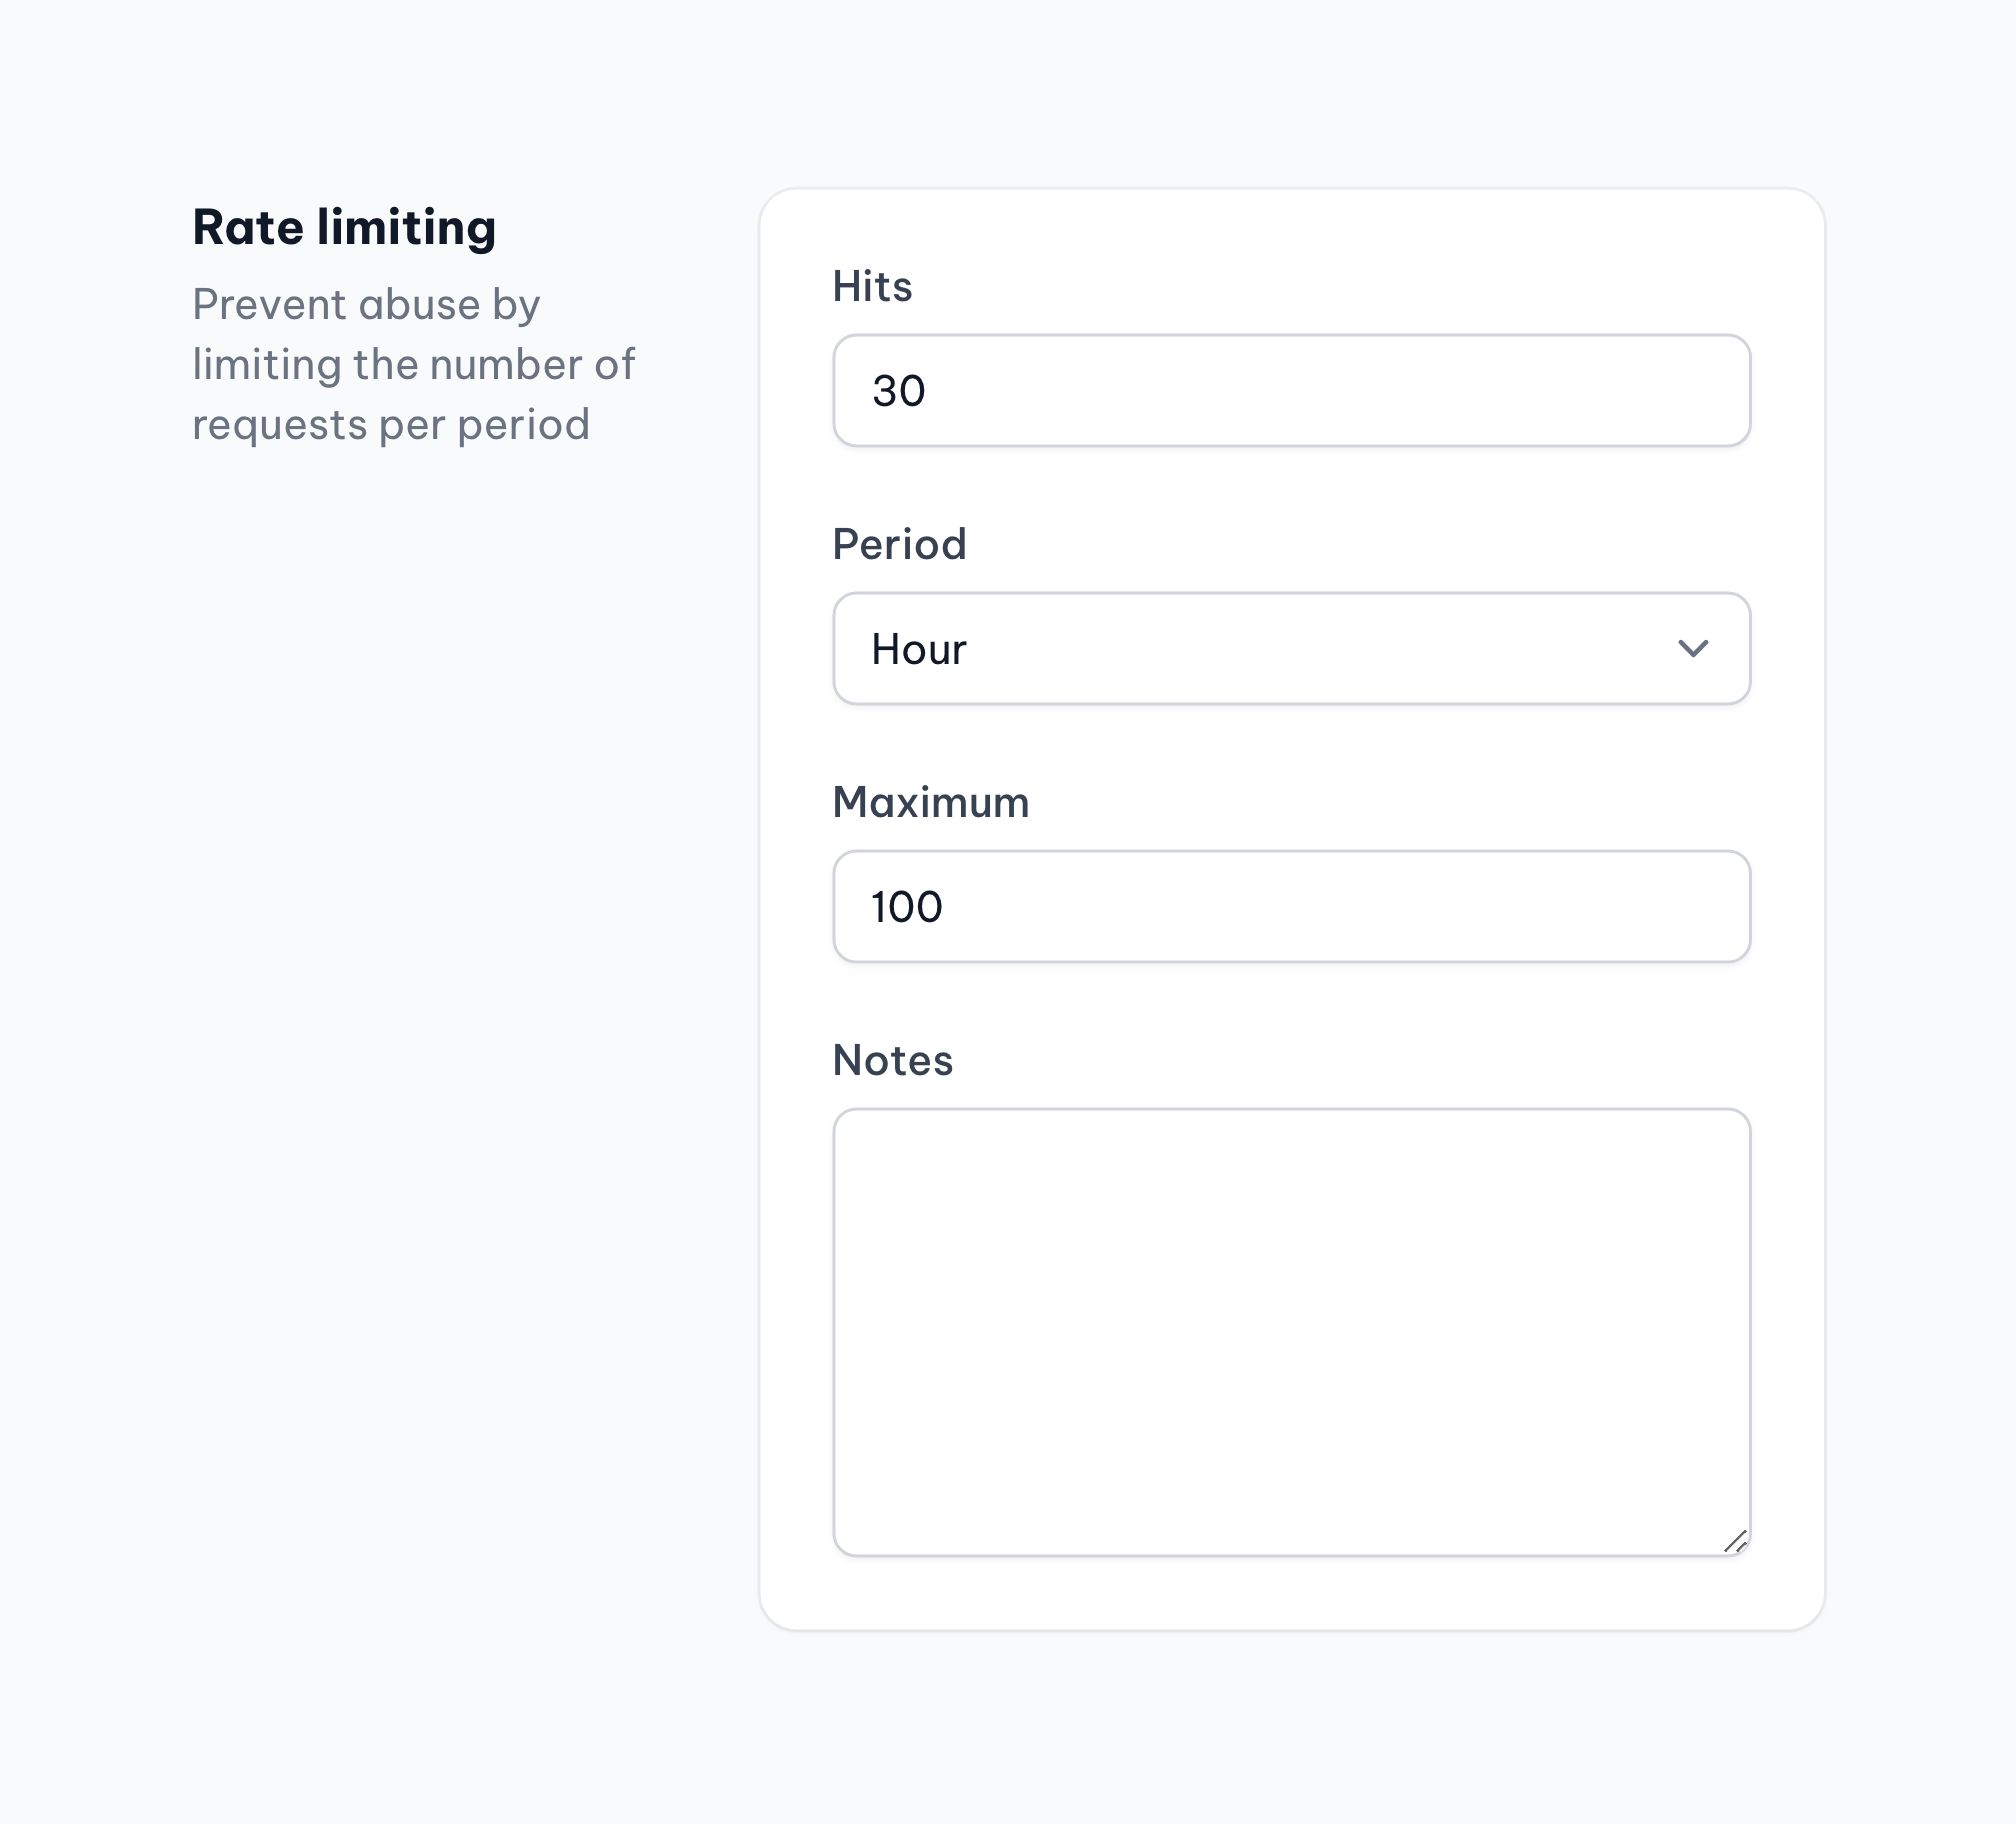 Rate limiting
Prevent abuse by
limiting the number of
requests per period
Hits
30
Period
Hour
Maximum
100
Notes